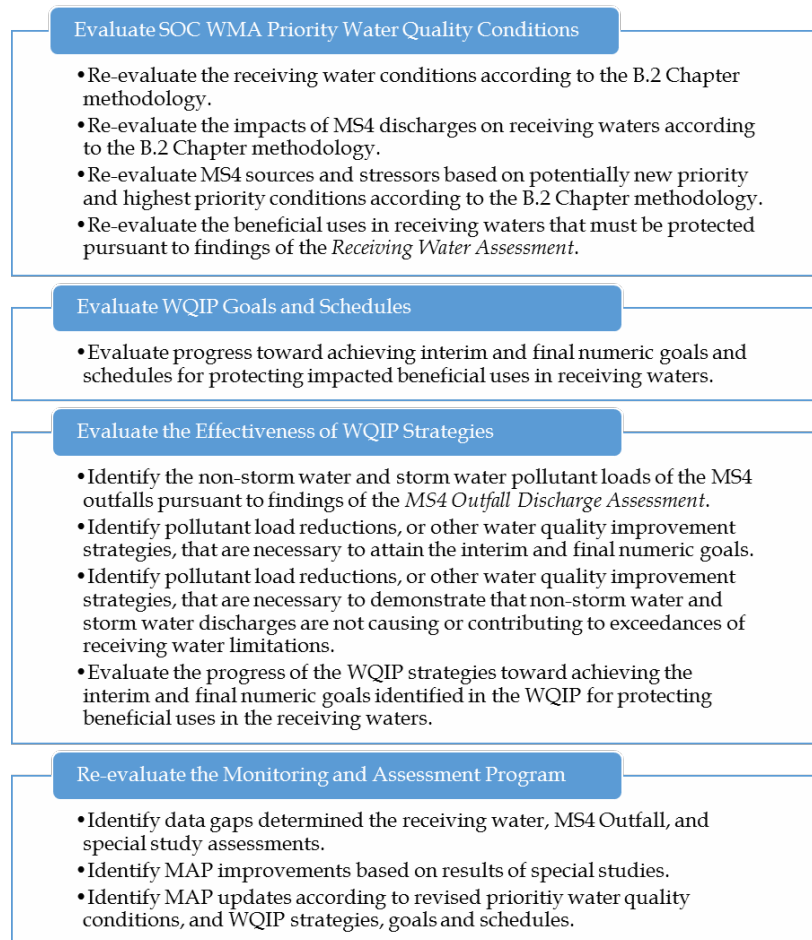 Evaluate SOC WMA Priority Water Quality Conditions
•Re-evaluate the receiving water conditions according to the B.2 Chapter
methodology.
•Re-evaluate the impacts of MS4 discharges on receiving waters according
to the B.2 Chapter methodology.
•Re-evaluate MS4 sources and stressors based on potentially new priority
and highest priority conditions according to the B.2 Chapter methodology.
•Re-evaluate the beneficial uses in receiving waters that must be protected
pursuant to findings of the Receiving Water Assessment.
Evaluate WQIP Goals and Schedules
•Evaluate progress toward achieving interim and final numeric goals and
schedules for protecting impacted beneficial uses in receiving waters.
Evaluate the Effectiveness of WQIP Strategies
•Identify the non-storm water and storm water pollutant loads of the MS4
outfalls pursuant to findings of the MS4 Outfall Discharge Assessment.
•Identify pollutant load reductions, or other water quality improvement
strategies, that are necessary to attain the interim and final numeric goals.
•Identify pollutant load reductions, or other water quality improvement
strategies, that are necessary to demonstrate that non-storm water and
storm water discharges are not causing or contributing to exceedances of
receiving water limitations.
•Evaluate the progress of the WQIP strategies toward achieving the
interim and final numeric goals identified in the WQIP for protecting
beneficial uses in the receiving waters.
Re-evaluate the Monitoring and Assessment Program
•Identify data gaps determined the receiving water, MS4 Outfall, and
special study assessments.
•Identify MAP improvements based on results of special studies.
•Identify MAP updates according to revised prioritiy water quality
conditions, and WQIP strategies, goals and schedules.